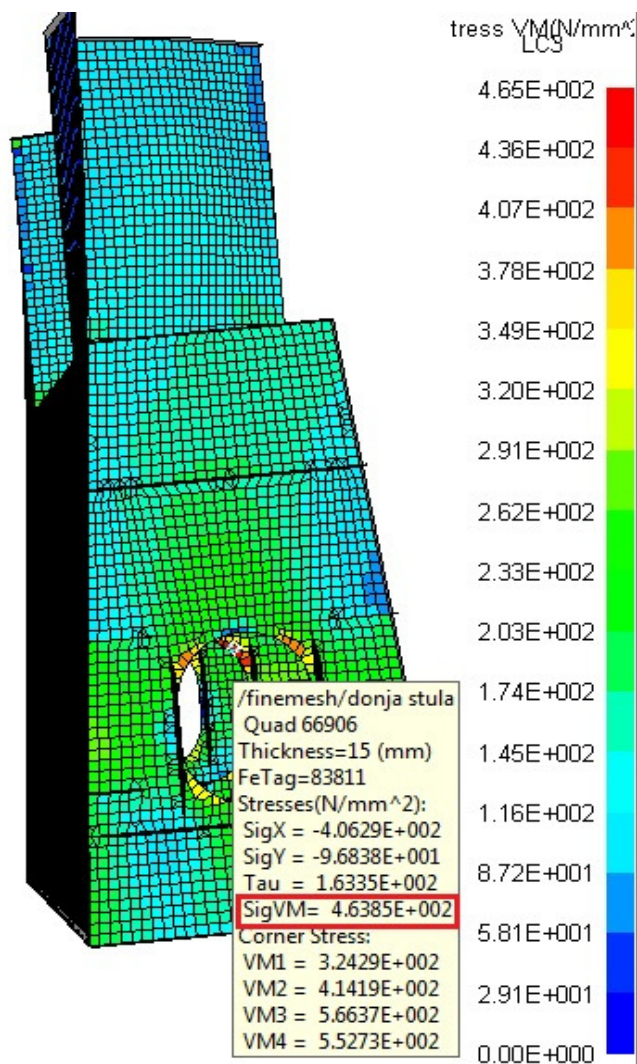 tress VM(N/mm^2
LC3
4.65E+002
4.36E+002
4.07E+002
3.78E+002
3.49E+002
3.20E+002
2.91E+002
2.62E+002
2.33E+002
2.03E+002
1.74E+002
1.45E+002
1.16E+002
8.72E+001
5.81E+001
2.91E+001
0.00E+000
/finemesh/donja stula
Quad 66906
Thickness=15 (mm)
FeTag=83811
Stresses(N/mm^2):
SigX = -4.0629E+002
SigY = -9.6838E+001
Tau = 1.6335E+002
SigVM= 4.6385E+002
Corner Stress:
VM1 = 3.2429E+002
VM2 = 4.1419E+002
VM3 = 5.6637E+002
VM4 = 5.5273E+002